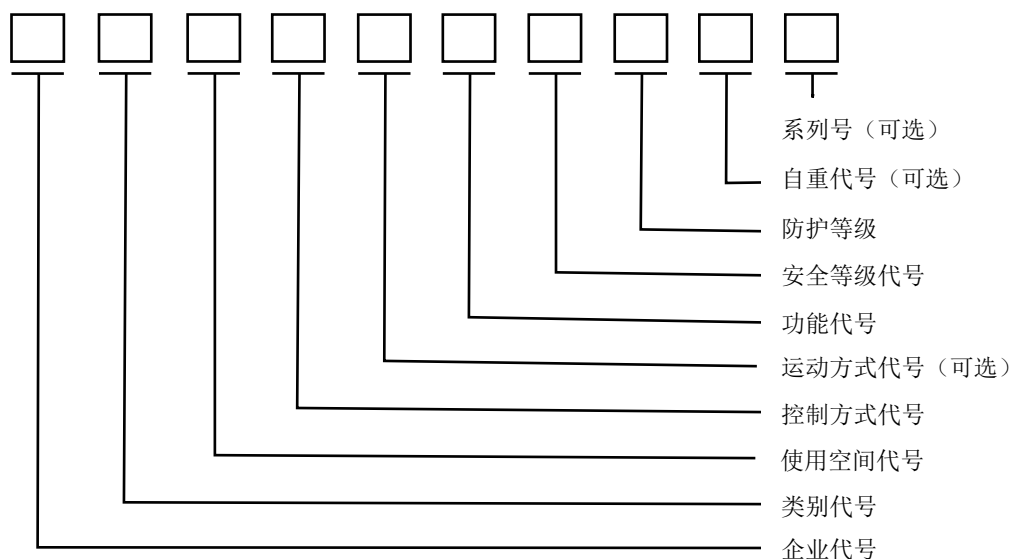 系列号（可选）
自重代号（可选）
防护等级
安全等级代号
功能代号
运动方式代号（可选）
控制方式代号
使用空间代号
类别代号
企业代号